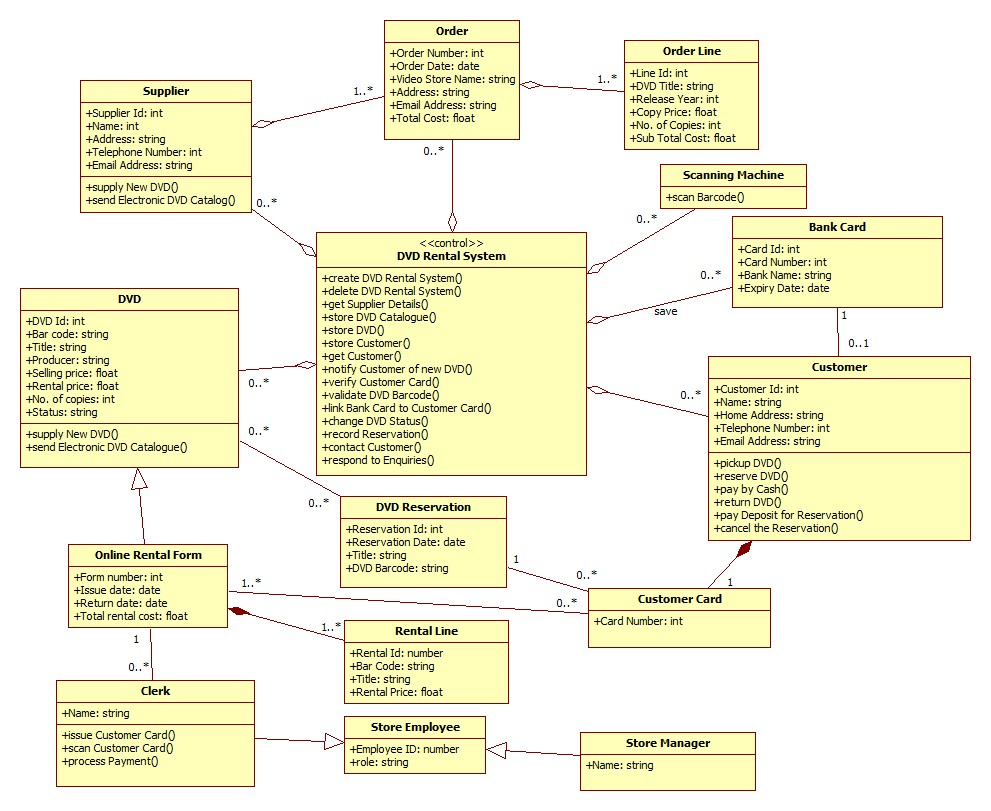 Order
+Order Number: int
+Order Date: date
+Video Store Name: string
+Address: string
+Email Address: string
+Total Cost: float
Order Line
+Line Id: int
+DVD Title: string
+Release Year: int
+Copy Price: float
+No. of Copies: int
+Sub Total Cost: float
1..*
1..*
0..*
Supplier
+Supplier Id: int
+Name: int
+Address: string
+Telephone Number: int
+Email Address: string
+supply New DVD()
+send Electronic DVD Catalog()
0..*
Scanning Machine
+scan Barcode()
0..*
Bank Card
+Card Id: int
+Card Number: int
+Bank Name: string
+Expiry Date: date
0..*
save
1
0..1
<<control>>
DVD Rental System
+create DVD Rental System()
+delete DVD Rental System()
+get Supplier Details()
+store DVD Catalogue()
+store DVD()
+store Customer()
+get Customer()
+notify Customer of new DVD()
+verify Customer Card()
+validate DVD Barcode()
+link Bank Card to Customer Card()
+change DVD Status()
+record Reservation()
+contact Customer()
+respond to Enquiries()
DVD
+DVD Id: int
+Bar code: string
+Title: string
+Producer: string
+Selling price: float
+Rental price: float
+No. of copies: int
+Status: string
+supply New DVD()
+send Electronic DVD Catalogue()
0..*
0..*
0..*
0..*
Customer
+Customer Id: int
+Name: string
+Home Address: string
+Telephone Number: int
+Email Address: string
+pickup DVD()
+reserve DVD()
+pay by Cash()
+return DVD()
+pay Deposit for Reservation()
+cancel the Reservation()
DVD Reservation
+Reservation Id: int
+Reservation Date: date
+Title: string
+DVD Barcode: string
1
0..*
1
Customer Card
+Card Number: int
Online Rental Form
+Form number: int
+Issue date: date
+Return date: date
+Total rental cost: float
1..*
0..*
1..*
Rental Line
+Rental Id: number
+Bar Code: string
+Title: string
+Rental Price: float
1
0..*
Clerk
+Name: string
+issue Customer Card()
+scan Customer Card()
+process Payment()
Store Employee
+Employee ID: number
+role: string
Store Manager
+Name: string